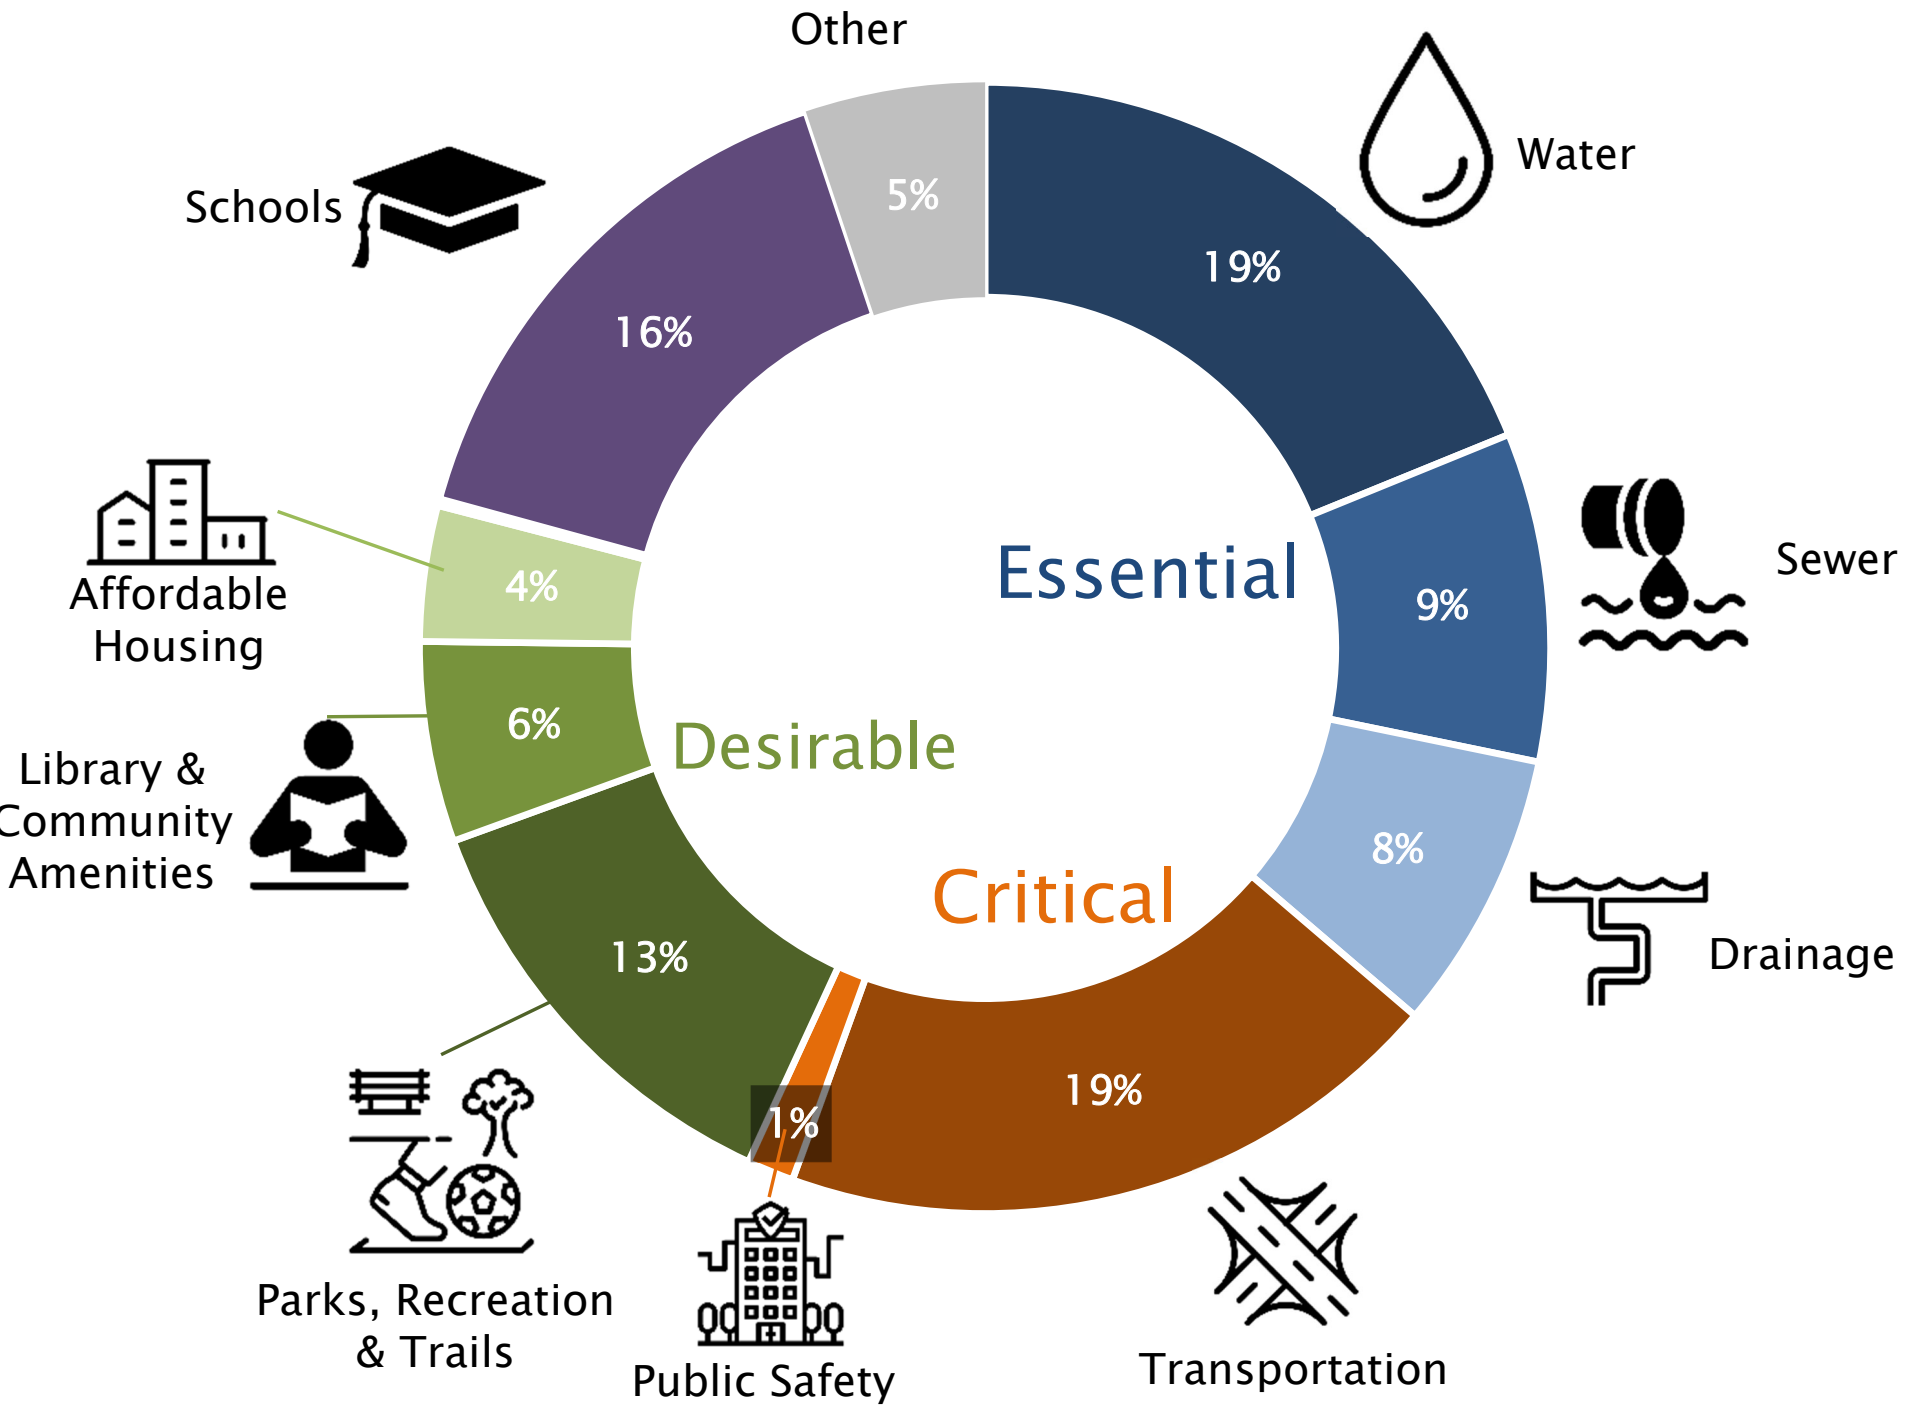 Other
Water
19%
5%
Schools
16%
Essential
Sewer
9%
Affordable
Housing
4%
Desirable
6%
Library &
Community
Amenities
8%
Drainage
Critical
13%
19%
1%
Parks, Recreation
& Trails
Public Safety
Transportation